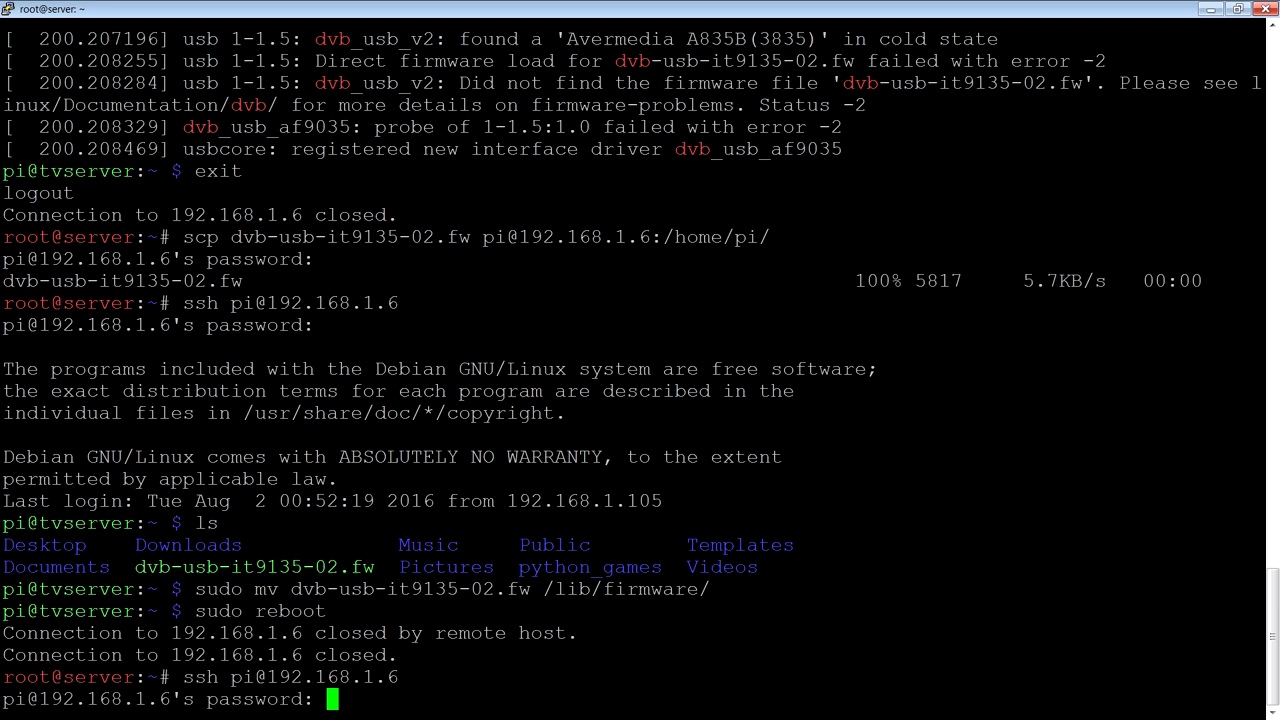 root@server: ~
[  200.207196] usb 1-1.5: dvb_usb_v2: found a 'Avermedia A835B(3835)' in cold state
[  200.208255] usb 1-1.5: Direct firmware load for dvb-usb-it9135-02.fw failed with error -2
[  200.208284] usb 1-1.5: dvb_usb_v2: Did not find the firmware file 'dvb-usb-it9135-02.fw'. Please see l
inux/Documentation/dvb/ for more details on firmware-problems. Status -2
[  200.208329] dvb_usb_af9035: probe of 1-1.5:1.0 failed with error -2
[  200.208469] usbcore: registered new interface driver dvb_usb_af9035
pi@tvserver:~ $ exit
logout
Connection to 192.168.1.6 closed.
root@server:~# scp dvb-usb-it9135-02.fw pi@192.168.1.6:/home/pi/
pi@192.168.1.6's password:
dvb-usb-it9135-02.fw 100% 5817 5.7KB/s 00:00
root@server:~# ssh pi@192.168.1.6
pi@192.168.1.6's password:
The programs included with the Debian GNU/Linux system are free software;
the exact distribution terms for each program are described in the
individual files in /usr/share/doc/*/copyright.
Debian GNU/Linux comes with ABSOLUTELY NO WARRANTY, to the extent
permitted by applicable law.
Last login: Tue Aug  2 00:52:19 2016 from 192.168.1.105
pi@tvserver:~ $ ls
Desktop Downloads Music Public Templates
Documents dvb-usb-it9135-02.fw Pictures python_games Videos
pi@tvserver:~ $ sudo mv dvb-usb-it9135-02.fw /lib/firmware/
pi@tvserver:~ $ sudo reboot
Connection to 192.168.1.6 closed by remote host.
Connection to 192.168.1.6 closed.
root@server:~# ssh pi@192.168.1.6
pi@192.168.1.6's password: